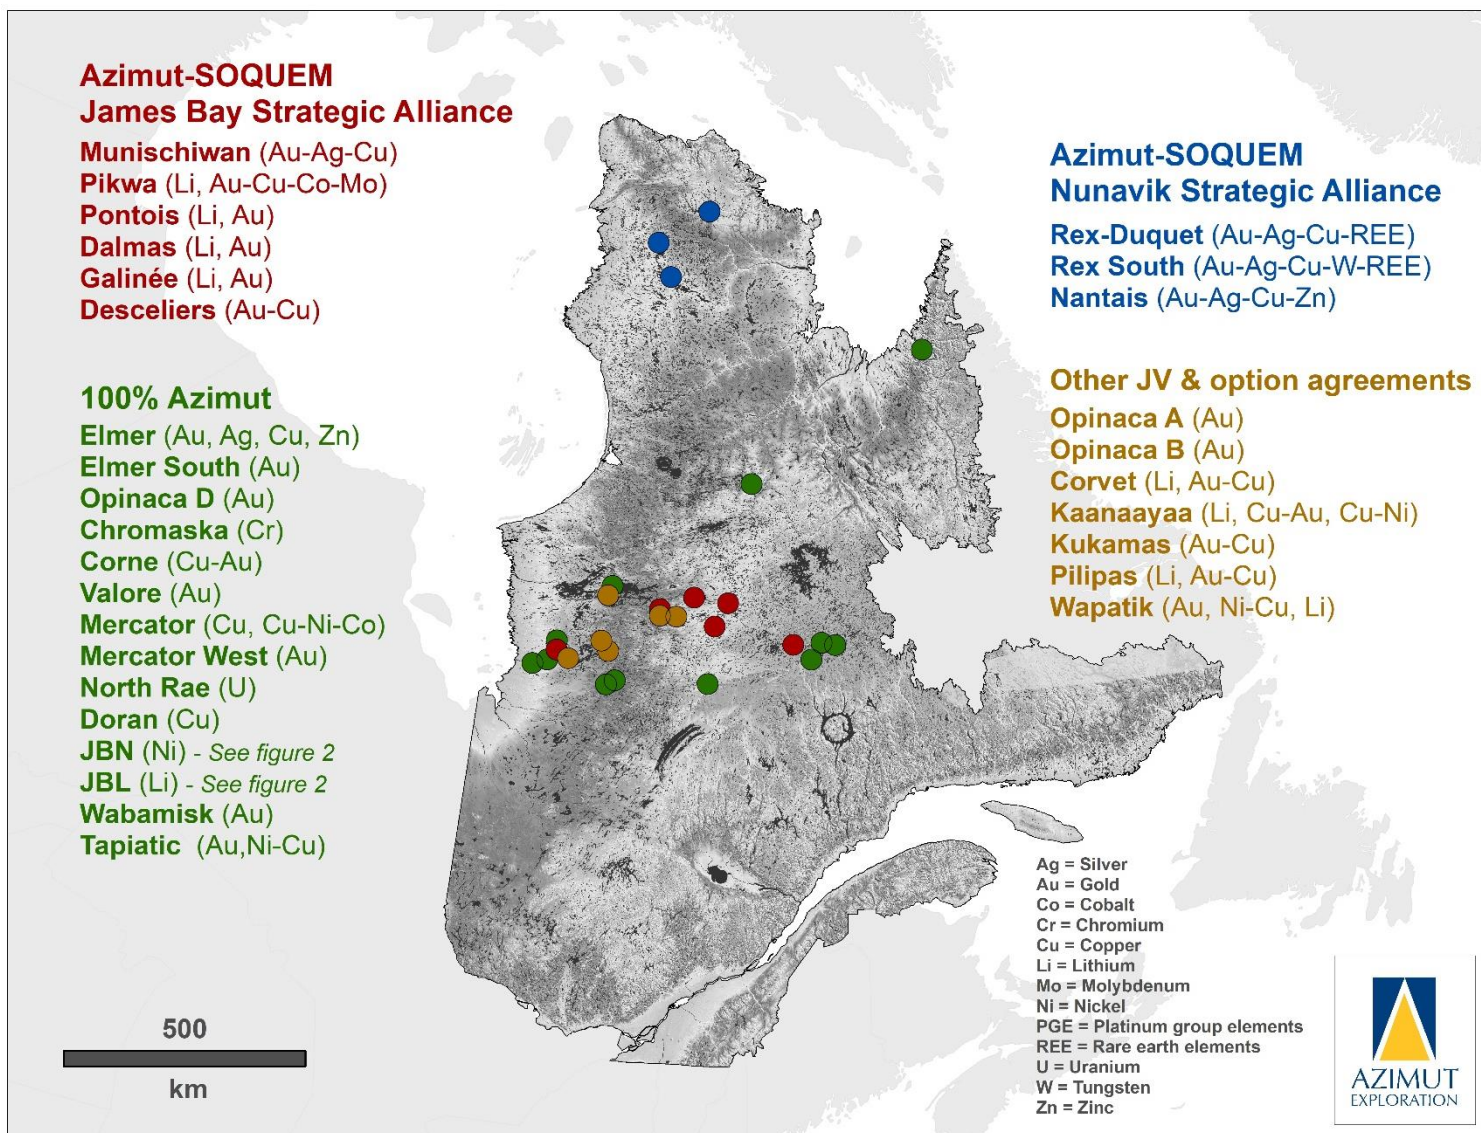 Azimut-SOQUEM
James Bay Strategic Alliance
Munischiwan (Au-Ag-Cu)
Pikwa (Li, Au-Cu-Co-Mo)
Pontois (Li, Au)
Dalmas (Li, Au)
Galinée (Li, Au)
Desceliers (Au-Cu)
100% Azimut
Elmer (Au, Ag, Cu, Zn)
Elmer South (Au)
Opinaca D (Au)
Chromaska (Cr)
Corne (Cu-Au)
Valore (Au)
Mercator (Cu, Cu-Ni-Co)
Mercator West (Au)
North Rae (U)
Doran (Cu)
JBN (Ni) - See figure 2
JBL (Li) - See figure 2
Wabamisk (Au)
Tapiatic (Au,Ni-Cu)
500
km
Azimut-SOQUEM
Nunavik Strategic Alliance
Rex-Duquet (Au-Ag-Cu-REE)
Rex South (Au-Ag-Cu-W-REE)
Nantais (Au-Ag-Cu-Zn)
Other JV & option agreements
Opinaca A (Au)
Opinaca B (Au)
Corvet (Li, Au-Cu)
Kaanaayaa (Li, Cu-Au, Cu-Ni)
Kukamas (Au-Cu)
Pilipas (Li, Au-Cu)
Wapatik (Au, Ni-Cu, Li)
Ag = Silver
Au = Gold
Co = Cobalt
Cr = Chromium
Cu = Copper
Li = Lithium
Mo = Molybdenum
Ni = Nickel
PGE = Platinum group elements
REE = Rare earth elements
U = Uranium
W = Tungsten
Zn = Zinc
AZIMUT
EXPLORATION